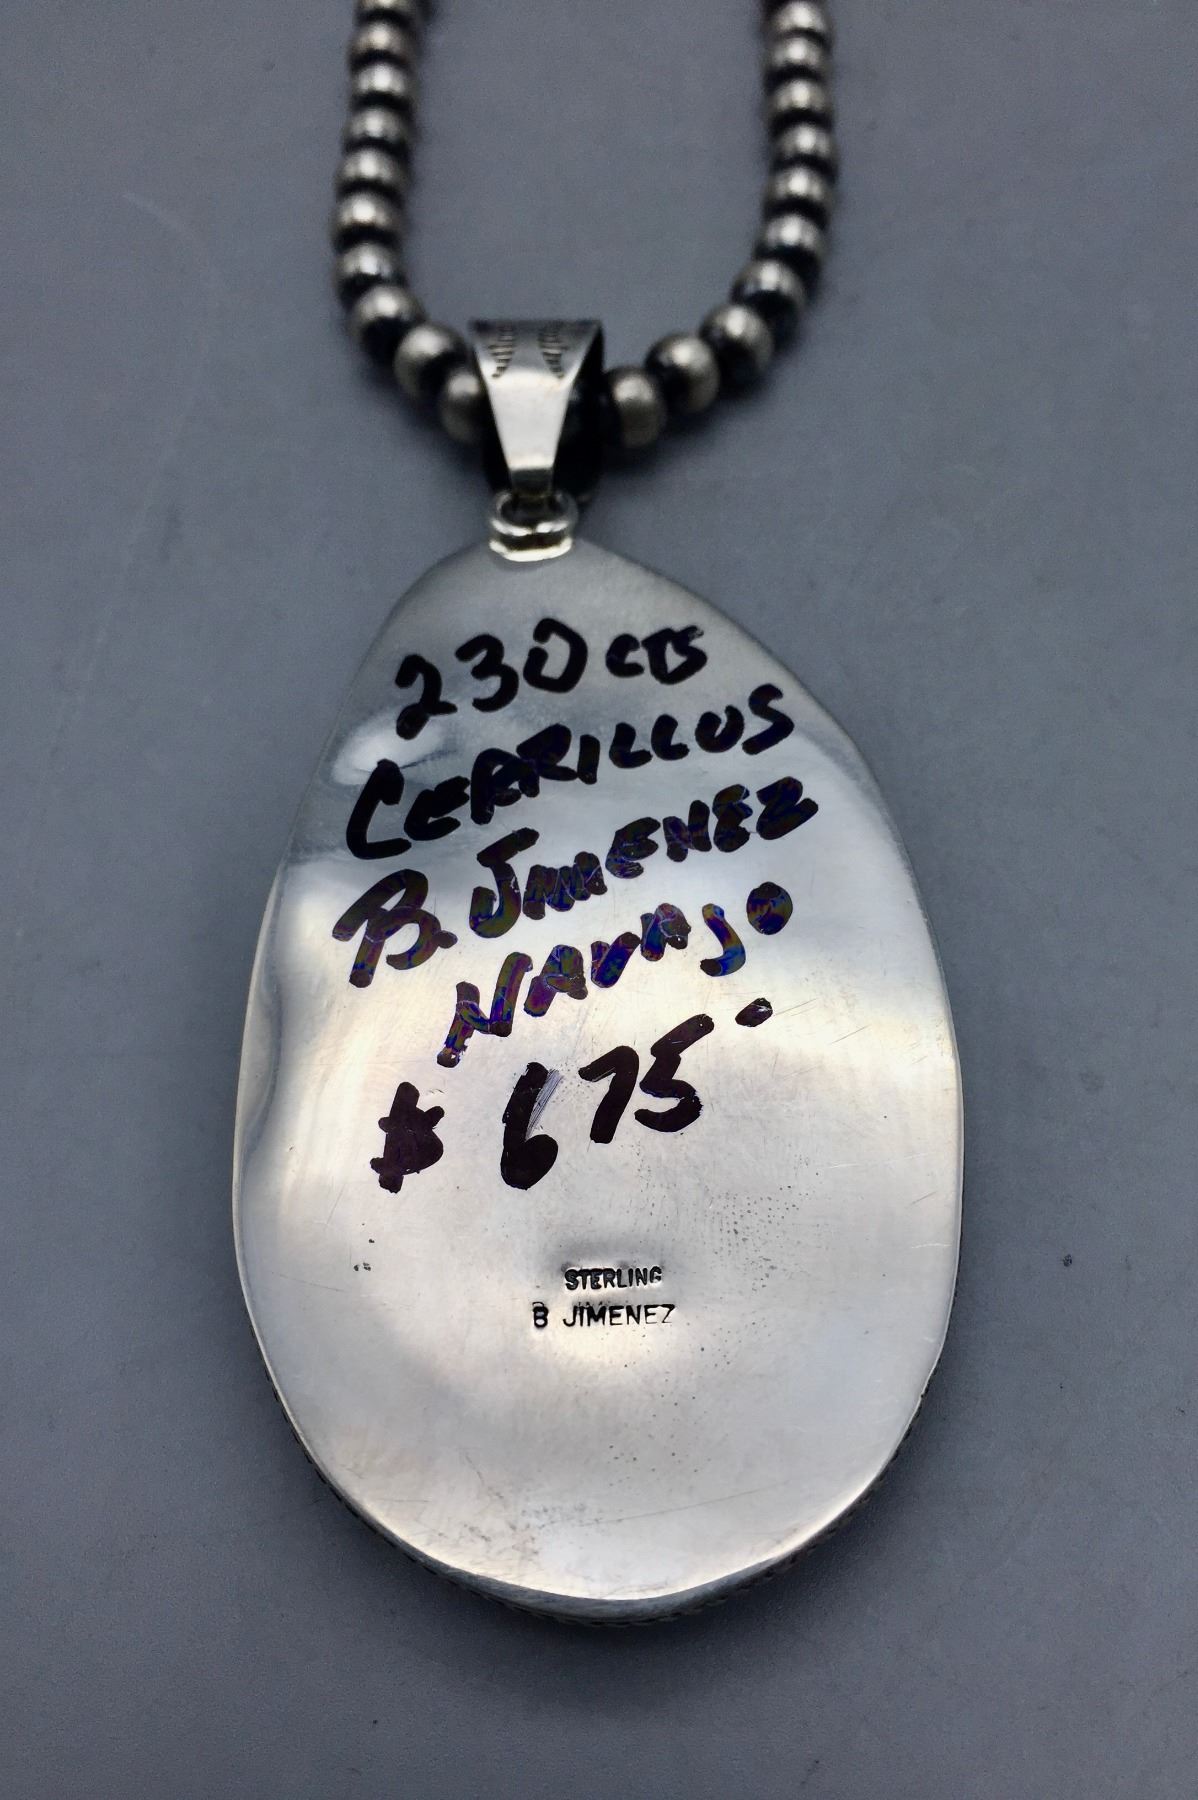 230 CTS
CERRILLOS
B. JIMENEZ
NAVAJO
$ 675.
STERLING
B JIMENEZ